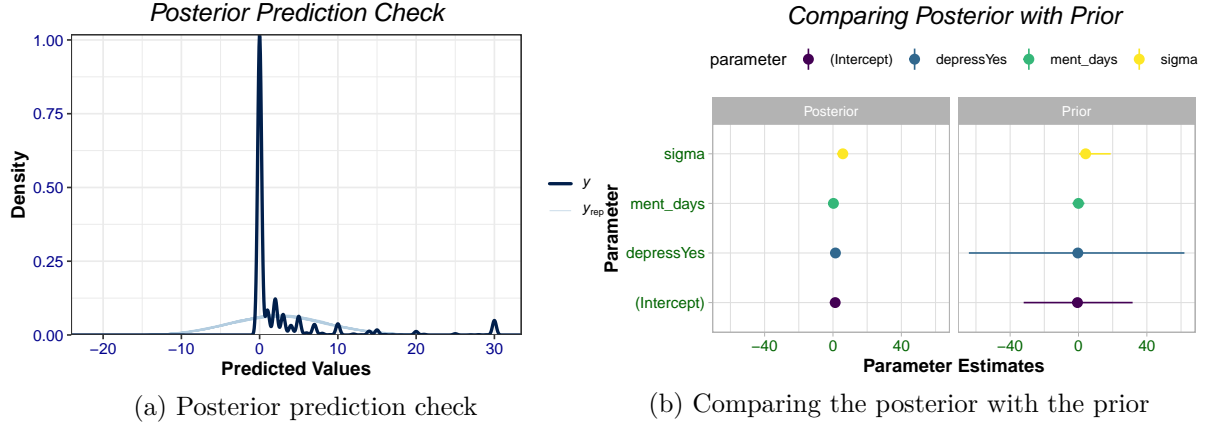 Posterior Prediction Check
1.00
0.75
0.50
0.25
0.00
Density
−20 −10 0 10 20 30
Predicted Values
y
yrep
(a) Posterior prediction check
Comparing Posterior with Prior
parameter (Intercept) depressYes ment_days sigma
Posterior Prior
sigma
ment_days
depressYes
(Intercept)
Parameter
−40 0 40 −40 0 40
Parameter Estimates
(b) Comparing the posterior with the prior